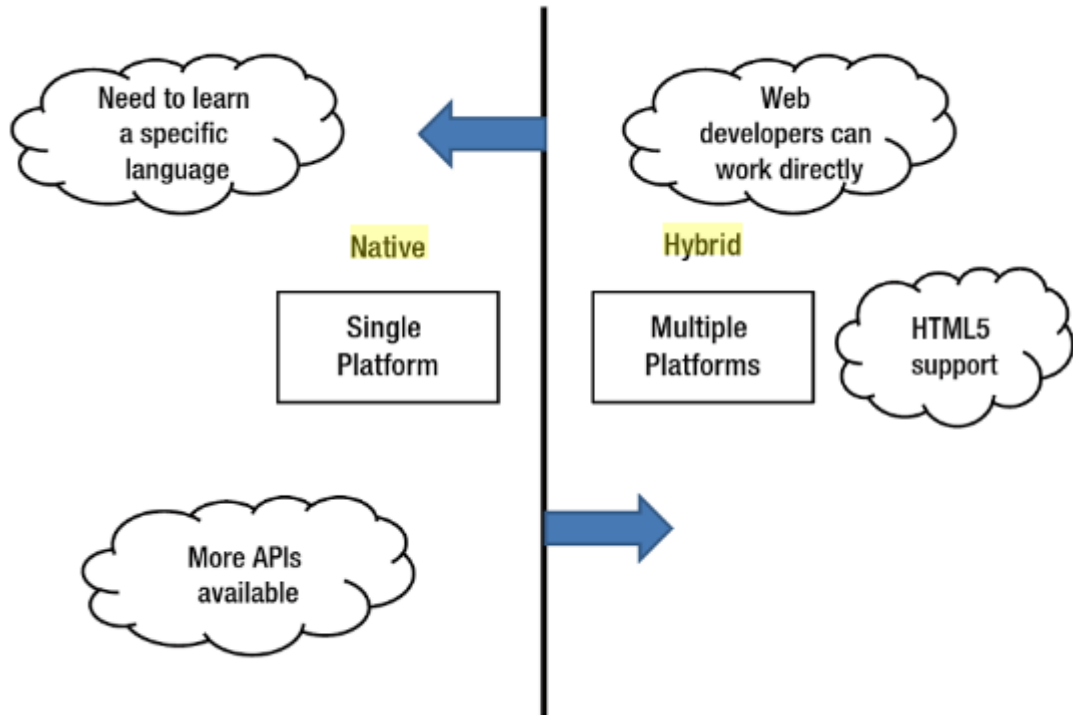 Need to learn
a specific
language
Web
developers can
work directly
Native
Hybrid
Single
Platform
Multiple
Platforms
HTML5
support
More APIs
available